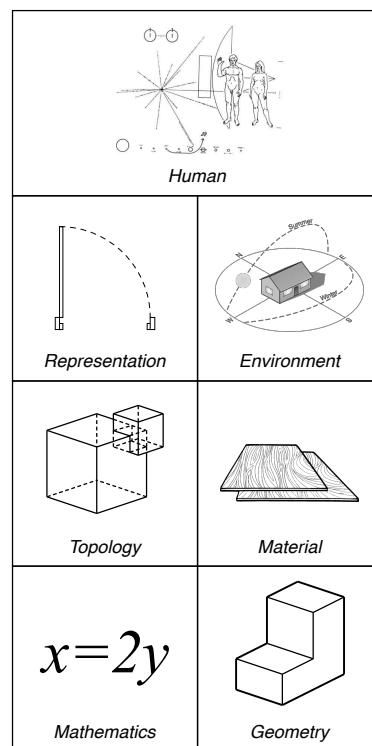 Human
Summer
N
E
Winter
W
S
Representation
Environment
Topology
Material
x=2y
Mathematics
Geometry